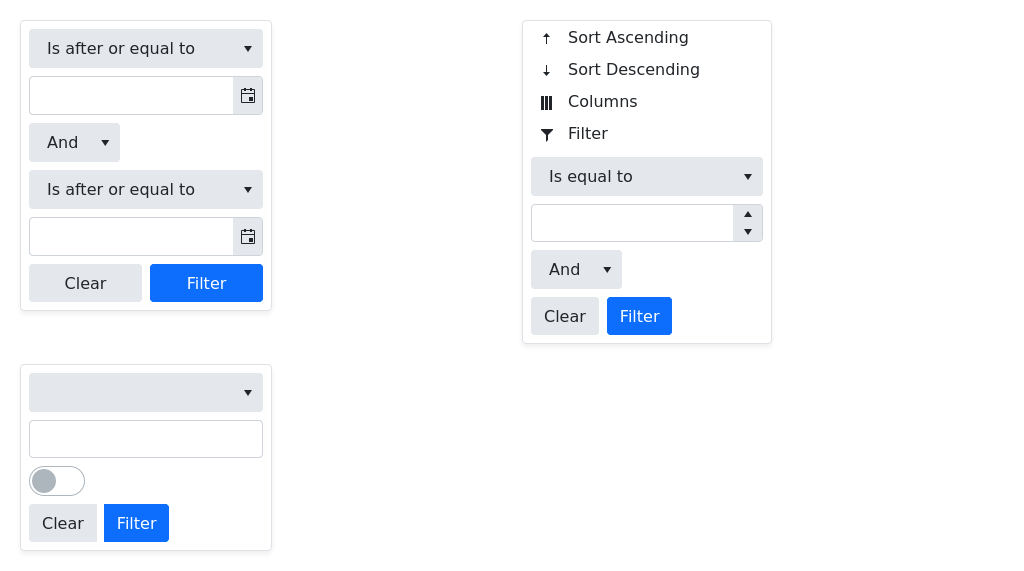 Is after or equal to
And
Is after or equal to
Clear Filter
Sort Ascending
Sort Descending
Columns
Filter
Is equal to
And
Clear Filter
Clear Filter